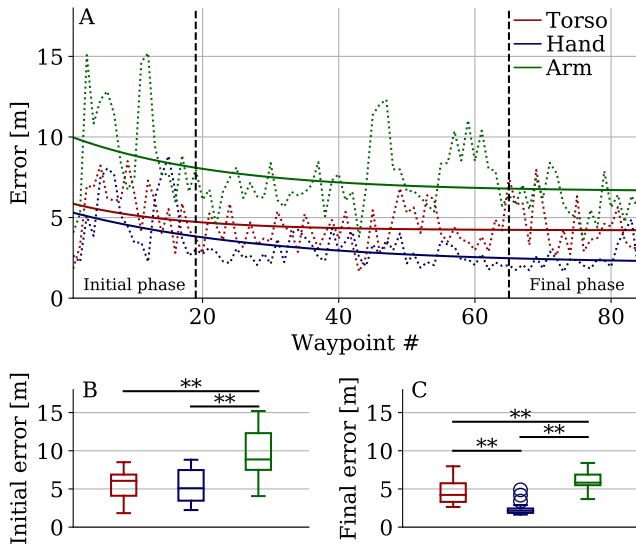 A
Torso
Hand
Arm
Error [m]
15
10
5
0
Initial phase
Final phase
20
40
60
80
Waypoint #
B
**
**
Initial error [m]
15
10
5
0
C
**
**
**
Final error [m]
15
10
5
0